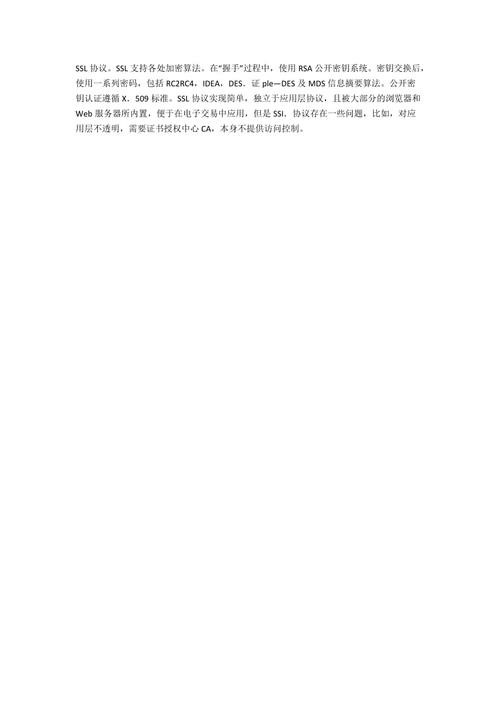 SSL 协议。SSL 支持各处加密算法。在“握手”过程中，使用 RSA 公开密钥系统。密钥交换后，
使用一系列密码，包括 RC2RC4，IDEA，DES．证 ple—DES 及 MDS 信息摘要算法。公开密
钥认证遵循 X．509 标准。SSL 协议实现简单，独立于应用层协议，且被大部分的浏览器和
Web 服务器所内置，便于在电子交易中应用，但是 SSI．协议存在一些问题，比如，对应
用层不透明，需要证书授权中心 CA，本身不提供访问控制。